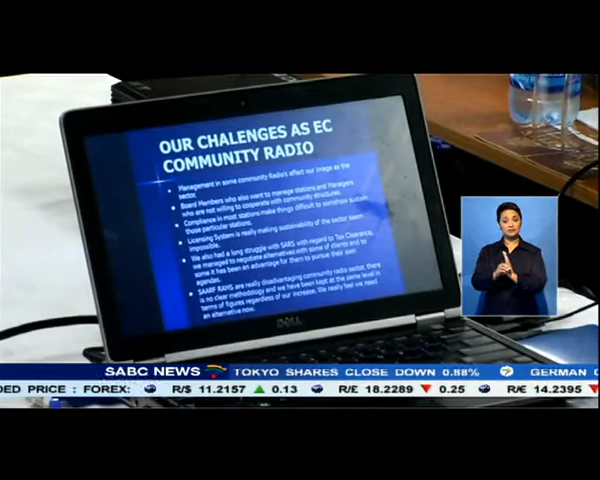 OUR CHALENGES AS EC
COMMUNITY RADIO
Management in some community Radio's affect our image as the
sector.
Board Members who also want to manage stations and Managers
who are not willing to cooperate with community structures.
Compliance in most stations make things difficult to somehow sustain
those particular stations.
Licensing System is really making sustainability of the sector seem
impossible.
We also had a long struggle with SARS with regard to Tax Clearance,
we managed to negotiate alternatives with some of clients and to
some it has been an advantage for them to pursue their own
agendas.
SAARF RAMS are really disadvantaging community radio sector, there
is no clear methodology and we have been kept at the same level in
terms of figures regardless of our increase. We really feel we need
an alternative now.
DELL
SABC NEWS TOKYO SHARES CLOSE DOWN 0.88% GERMAN
DED PRICE : FOREX: R/$ 11.2157 ▲ 0.13 R/£ 18.2289 ▼ 0.25 R/€ 14.2395 ▼